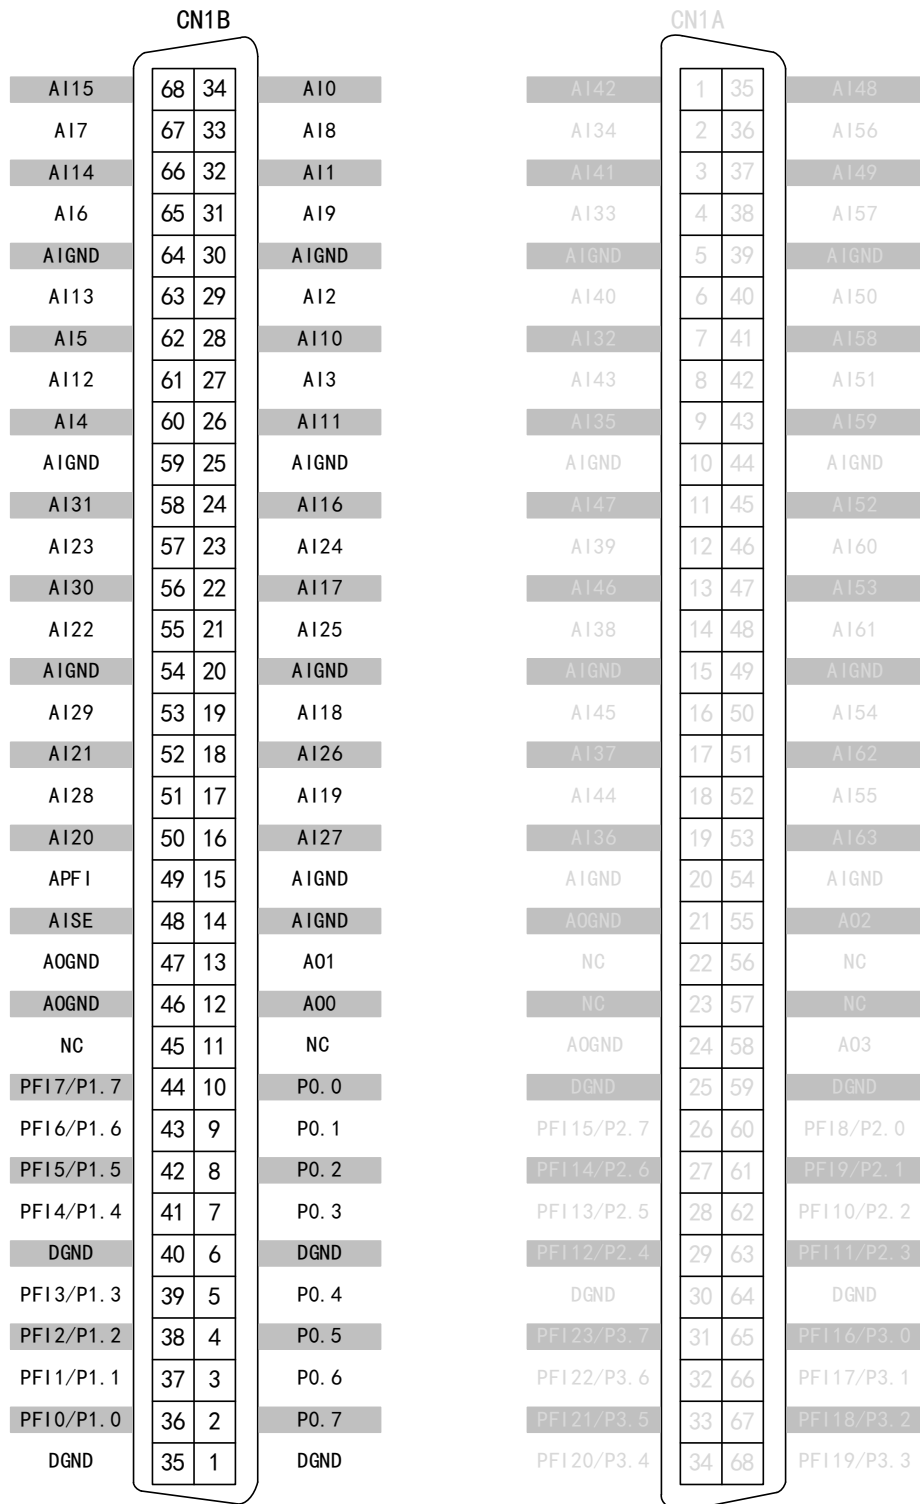 CN1B CN1A
AI15 68 34 AI0 AI42 1 35 AI48
AI7 67 33 AI8 AI34 2 36 AI56
AI14 66 32 AI1 AI41 3 37 AI49
AI6 65 31 AI9 AI33 4 38 AI57
AIGND 64 30 AIGND AIGND 5 39 AIGND
AI13 63 29 AI2 AI40 6 40 AI50
AI5 62 28 AI10 AI32 7 41 AI58
AI12 61 27 AI3 AI43 8 42 AI51
AI4 60 26 AI11 AI35 9 43 AI59
AIGND 59 25 AIGND AIGND 10 44 AIGND
AI31 58 24 AI16 AI47 11 45 AI52
AI23 57 23 AI24 AI39 12 46 AI60
AI30 56 22 AI17 AI46 13 47 AI53
AI22 55 21 AI25 AI38 14 48 AI61
AIGND 54 20 AIGND AIGND 15 49 AIGND
AI29 53 19 AI18 AI45 16 50 AI54
AI21 52 18 AI26 AI37 17 51 AI62
AI28 51 17 AI19 AI44 18 52 AI55
AI20 50 16 AI27 AI36 19 53 AI63
APFI 49 15 AIGND AIGND 20 54 AIGND
AISE 48 14 AIGND AOGND 21 55 AO2
AOGND 47 13 AO1 NC 22 56 NC
AOGND 46 12 AO0 NC 23 57 NC
NC 45 11 NC AOGND 24 58 AO3
PFI7/P1.7 44 10 P0.0 DGND 25 59 DGND
PFI6/P1.6 43 9 P0.1 PFI15/P2.7 26 60 PFI8/P2.0
PFI5/P1.5 42 8 P0.2 PFI14/P2.6 27 61 PFI9/P2.1
PFI4/P1.4 41 7 P0.3 PFI13/P2.5 28 62 PFI10/P2.2
DGND 40 6 DGND PFI12/P2.4 29 63 PFI11/P2.3
PFI3/P1.3 39 5 P0.4 DGND 30 64 DGND
PFI2/P1.2 38 4 P0.5 PFI23/P3.7 31 65 PFI16/P3.0
PFI1/P1.1 37 3 P0.6 PFI22/P3.6 32 66 PFI17/P3.1
PFI0/P1.0 36 2 P0.7 PFI21/P3.5 33 67 PFI18/P3.2
DGND 35 1 DGND PFI20/P3.4 34 68 PFI19/P3.3